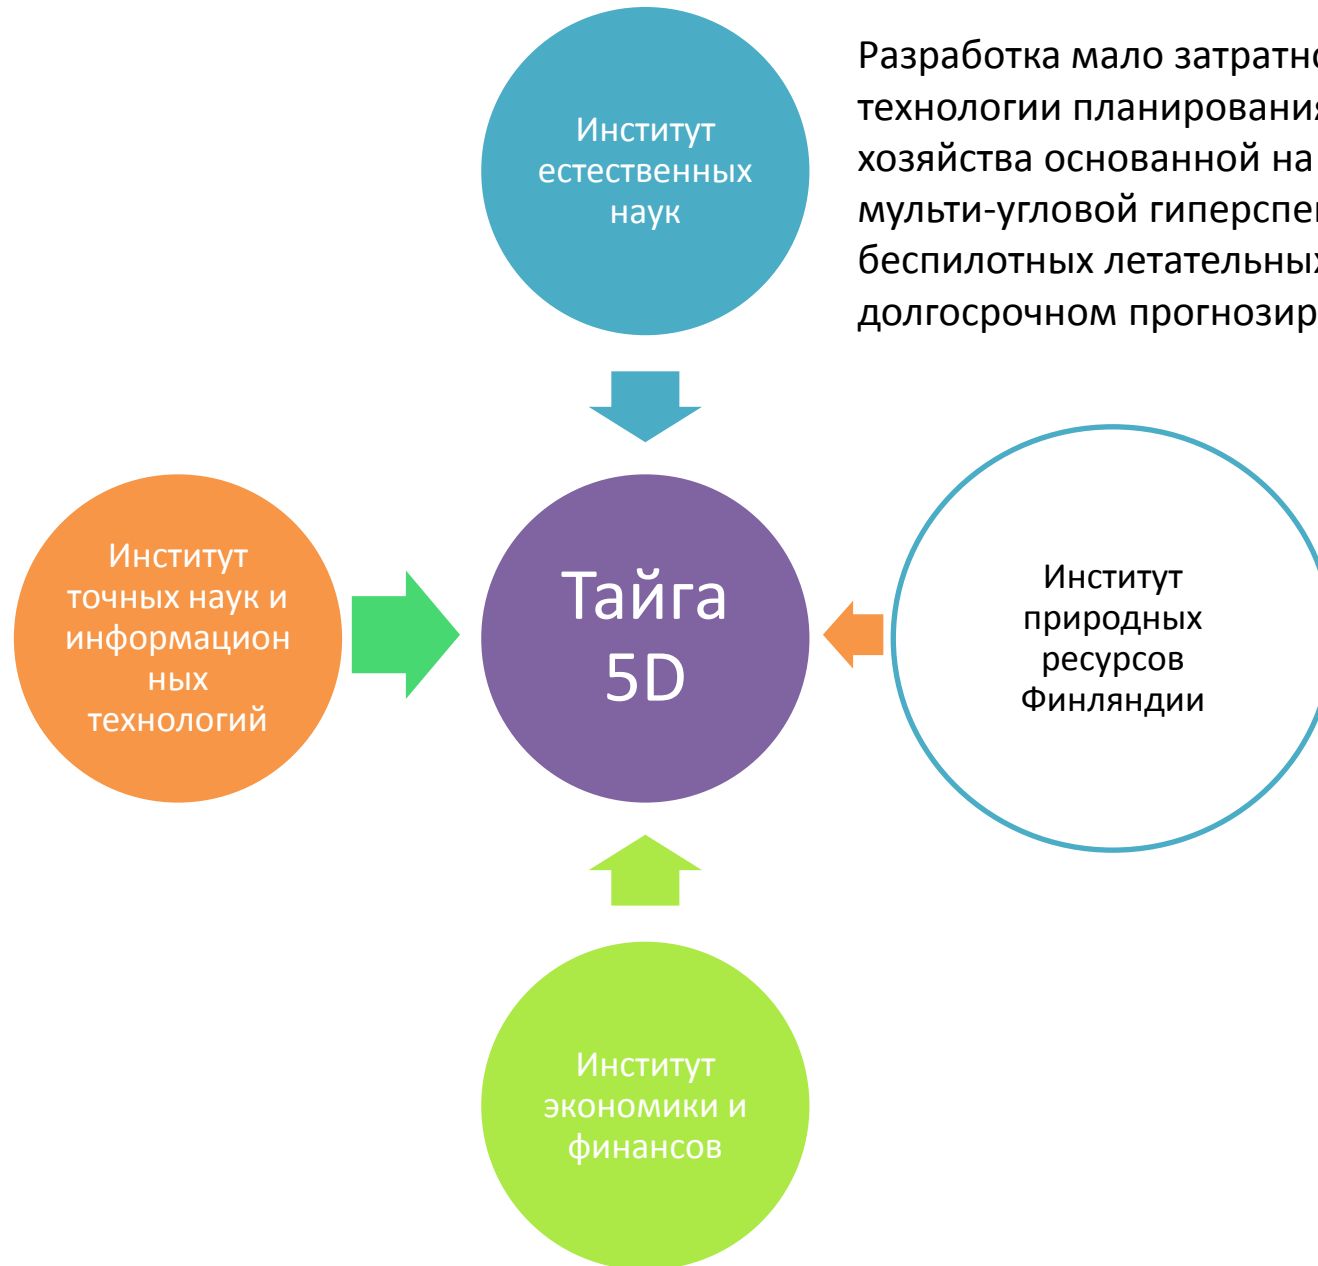 Институт
естественных
наук
Разработка мало затратно
технологии планирования
хозяйства основанной на
мульти-угловой гиперспе
беспилотных летательных
долгосрочном прогнозир
Институт
точных наук и
информацион
ных
технологий
Тайга
5D
Институт
природных
ресурсов
Финляндии
Институт
экономики и
финансов